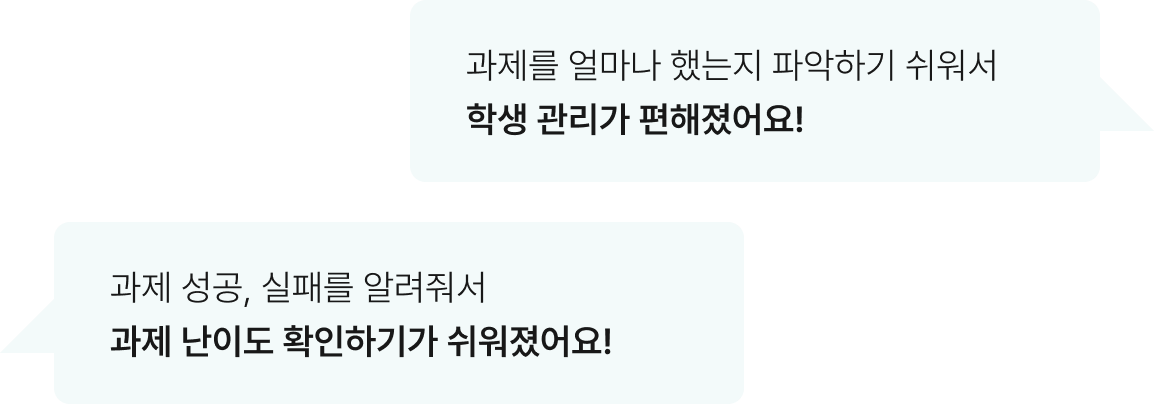 과제를 얼마나 했는지 파악하기 쉬워서
학생 관리가 편해졌어요!
과제 성공, 실패를 알려줘서
과제 난이도 확인하기가 쉬워졌어요!